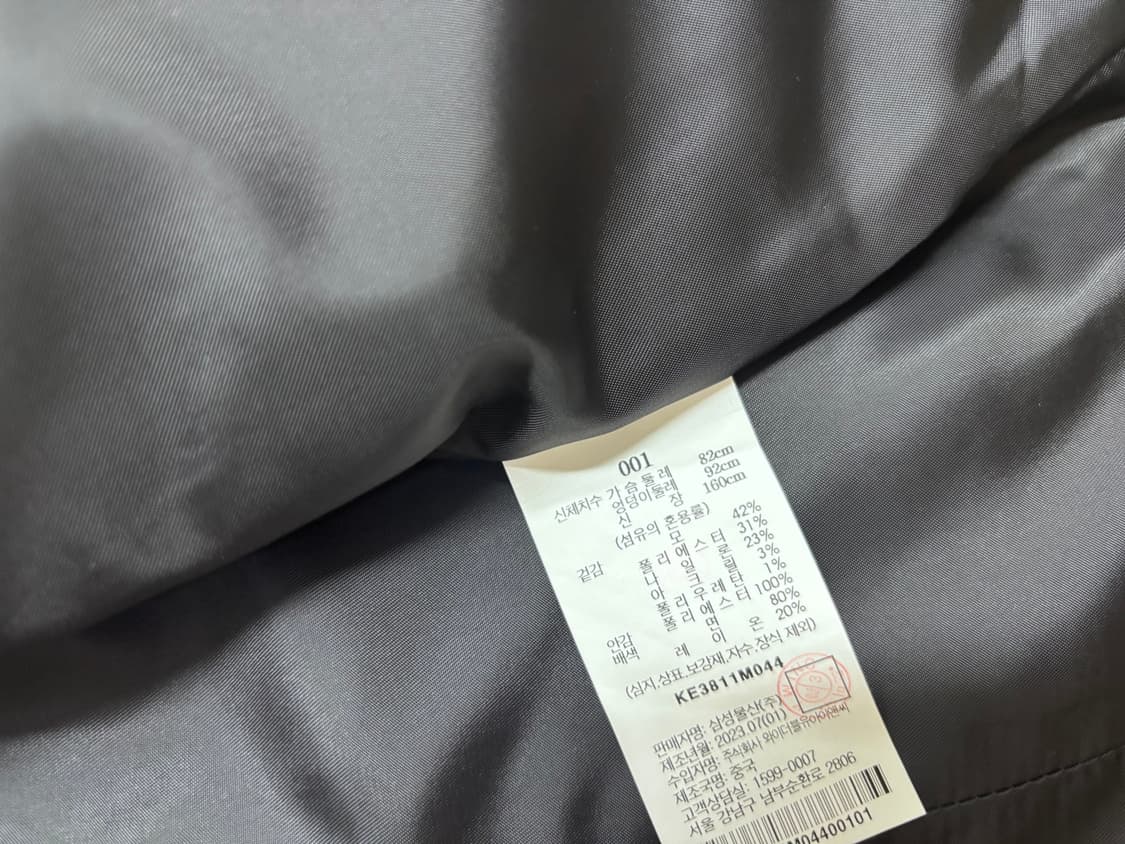 001
신체치수 가 슴 둘 레 82cm
엉덩이둘레 92cm
신 장 160cm
(섬유의 혼용률)
겉감 모 42%
폴 리 에 스 터 31%
나 일 론 23%
아 크 릴 3%
폴 리 우 레 탄 1%
안감 폴 리 에 스 터 100%
배색 면 80%
레 이 온 20%
(심지,상표,보강재,자수,장식 제외)
KE3811M044
판매자명: 삼성물산(주)
제조년월: 2023 07(01)
수입자명: 주식회사 와이더블유아이앤씨
제조국명: 중국
고객상담실: 1599-0007
서울 강남구 남부순환로 2806
M04400101